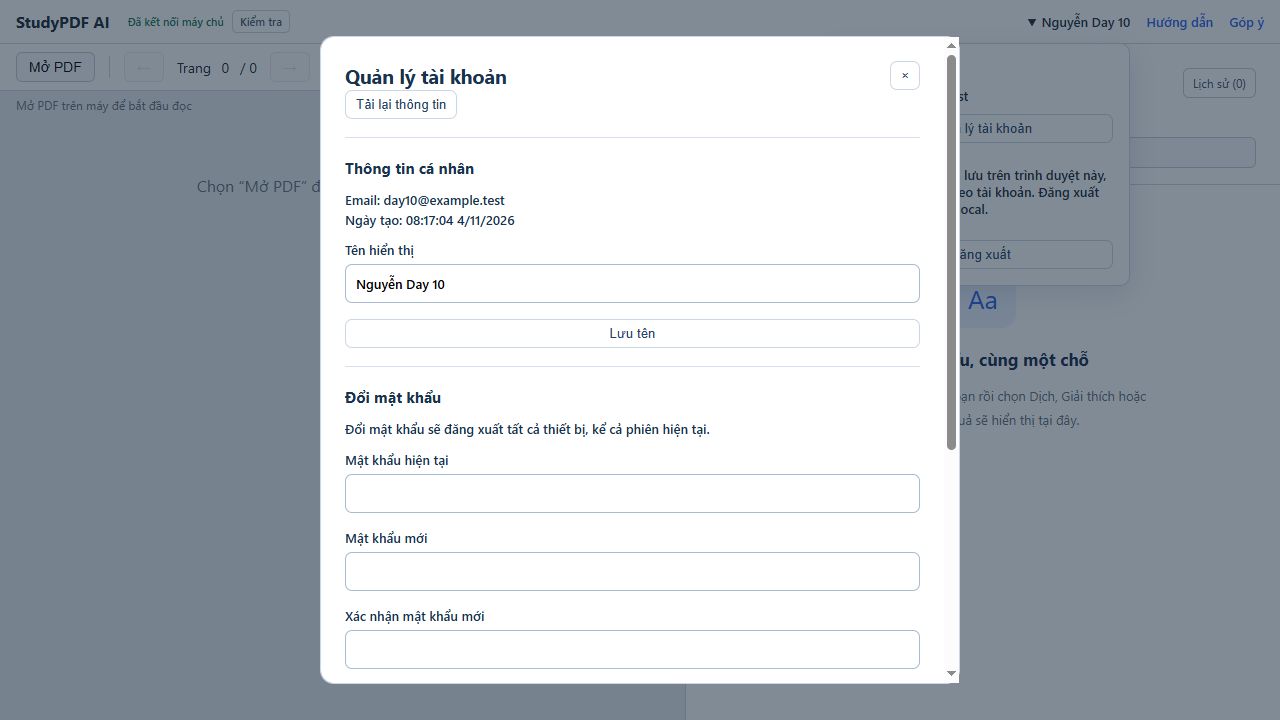 StudyPDF AI
Đã kết nối máy chủ
Kiểm tra
▼ Nguyễn Day 10
Hướng dẫn
Góp ý
Mở PDF
←
Trang 0 / 0
→
Mở PDF trên máy để bắt đầu đọc
Lịch sử (0)
Chọn “Mở PDF”
lý tài khoản
lưu trên trình duyệt này,
tài khoản. Đăng xuất
xuất
Aa
cùng một chỗ
rồi chọn Dịch, Giải thích hoặc
sẽ hiển thị tại đây.
Quản lý tài khoản
×
Tải lại thông tin
Thông tin cá nhân
Email: day10@example.test
Ngày tạo: 08:17:04 4/11/2026
Tên hiển thị
Nguyễn Day 10
Lưu tên
Đổi mật khẩu
Đổi mật khẩu sẽ đăng xuất tất cả thiết bị, kể cả phiên hiện tại.
Mật khẩu hiện tại
Mật khẩu mới
Xác nhận mật khẩu mới